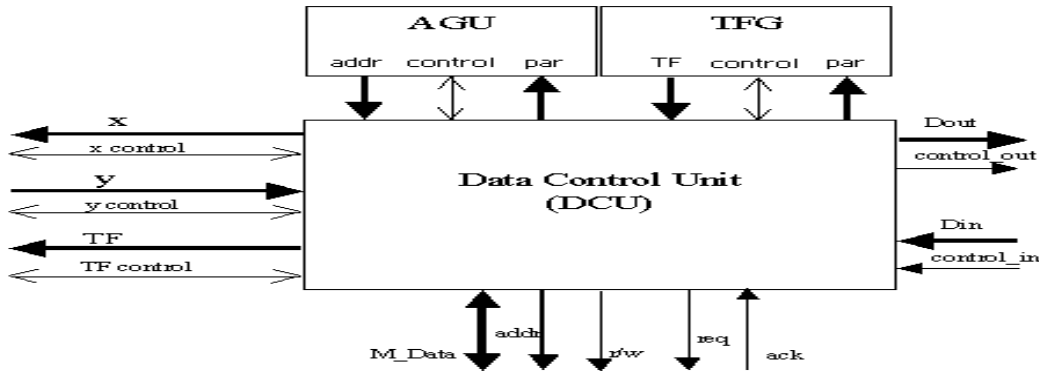 AGU TFG
addr control par TF control par
x
x control
y
y control
TF
TF control
Data Control Unit
(DCU)
Dout
control_out
Din
control_in
M_Data addr r/w req ack